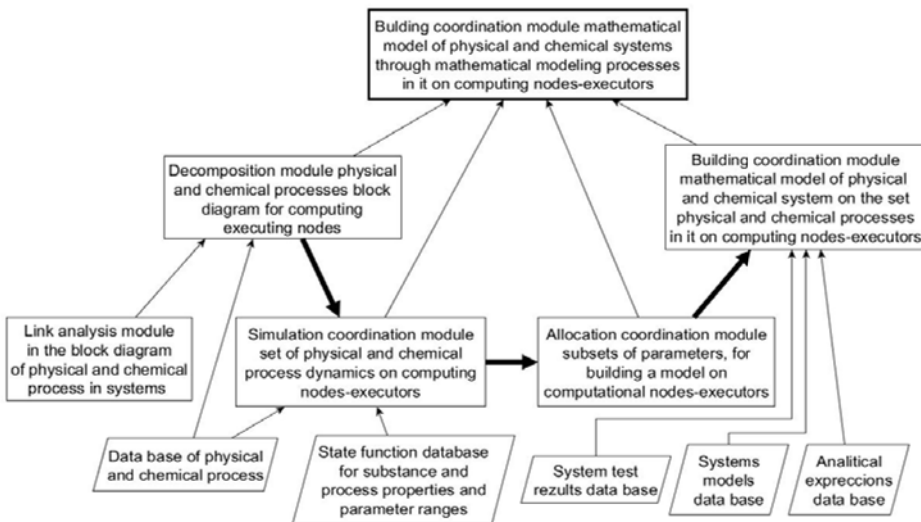 Bulding coordination module mathematical
model of physical and chemical systems
through mathematical modeling processes
in it on computing nodes-executors
Decomposition module physical
and chemical processes block
diagram for computing
executing nodes
Building coordination module
mathematical model of physical
and chemical system on the set
physical and chemical processes
in it on computing nodes-executors
Link analysis module
in the block diagram
of physical and chemical
process in systems
Simulation coordination module
set of physical and chemical
process dynamics on computing
nodes-executors
Allocation coordination module
subsets of parameters, for
building a model on
computational nodes-executors
Data base of physical
and chemical process
State function database
for substance and
process properties and
parameter ranges
System test
rezults data base
Systems
models
data base
Analitical
expreccions
data base